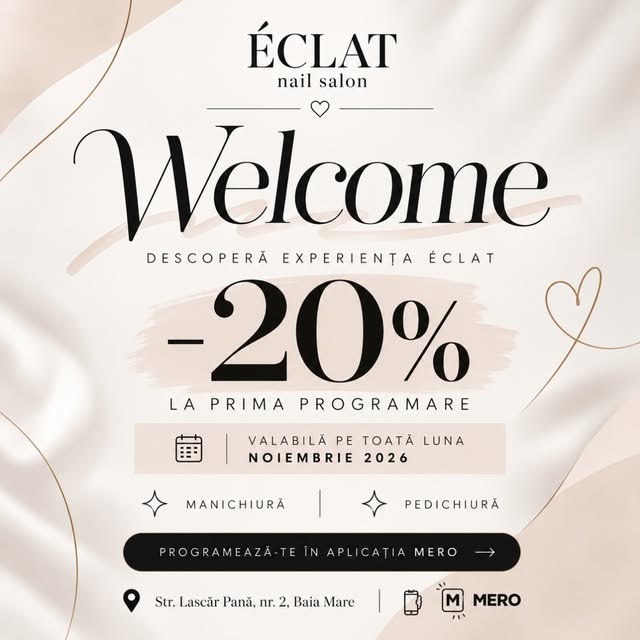 ÉCLAT
nail salon
Welcome
DESCOPERĂ EXPERIENȚA ÉCLAT
-20%
LA PRIMA PROGRAMARE
VALABILĂ PE TOATĂ LUNA
NOIEMBRIE 2026
MANICHIURĂ
PEDICHIURĂ
PROGRAMEAZĂ-TE ÎN APLICAȚIA MERO
Str. Lascăr Pană, nr. 2, Baia Mare
M MERO